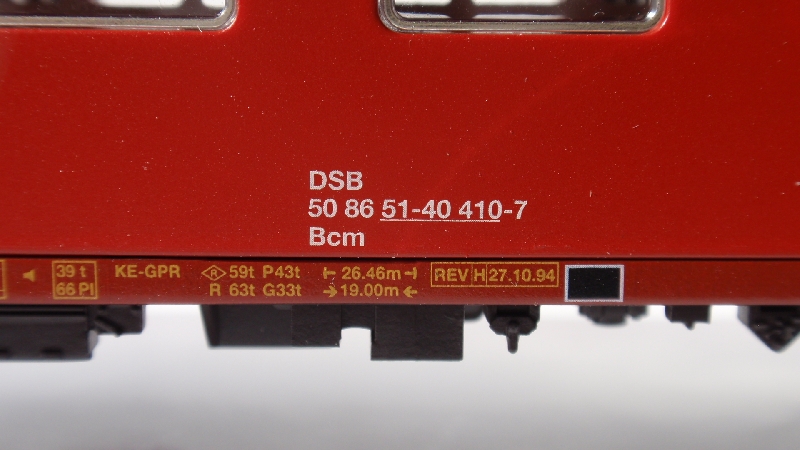 DSB
50 86 51-40 410-7
Bcm
39 t KE-GPR R 59t P43t 26.46m REV H 27.10.94
66 Pl R 63t G33t 19.00m